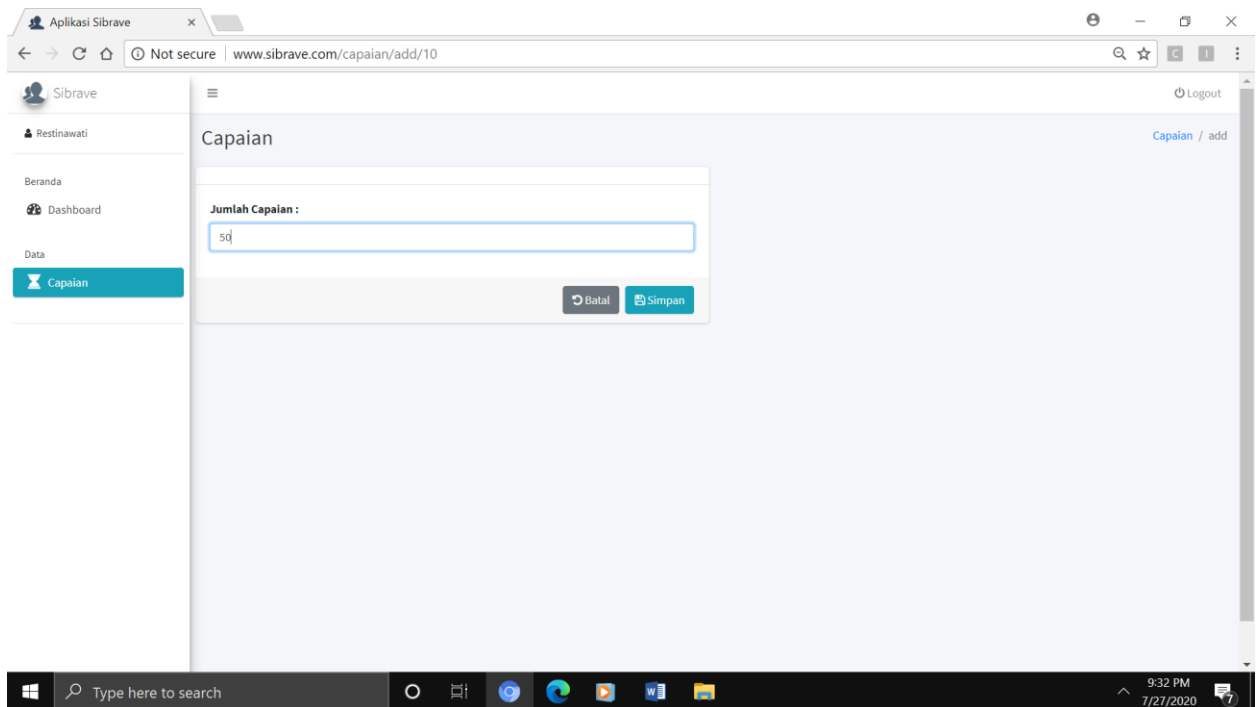 Aplikasi Sibrave
Not secure | www.sibrave.com/capaian/add/10
C
I
Sibrave
Logout
Restinawati
Capaian
Capaian / add
Beranda
Dashboard
Jumlah Capaian :
50
Data
Capaian
Batal
Simpan
Type here to search
9:32 PM
7/27/2020
7